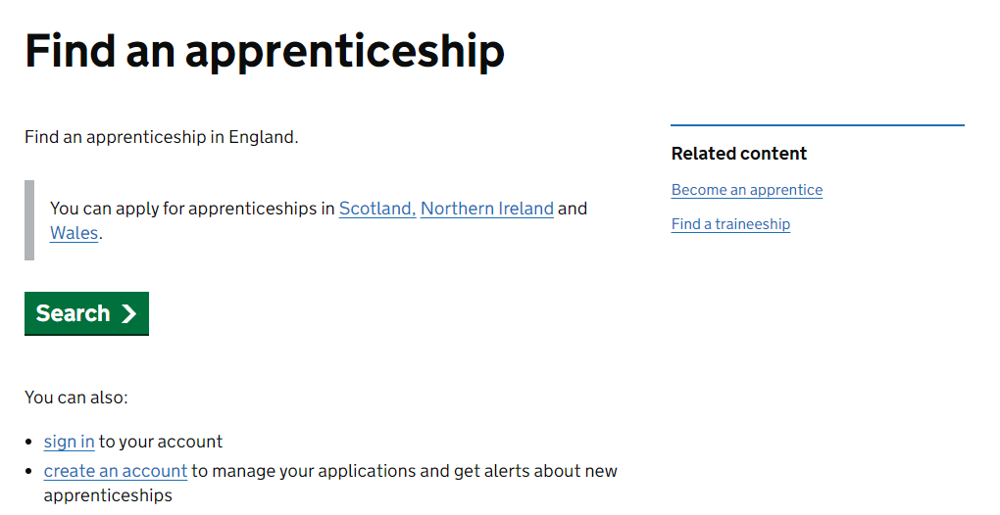 Find an apprenticeship
Find an apprenticeship in England.
You can apply for apprenticeships in Scotland, Northern Ireland and
Wales.
Search
You can also:
• sign in to your account
• create an account to manage your applications and get alerts about new
apprenticeships
Related content
Become an apprentice
Find a traineeship